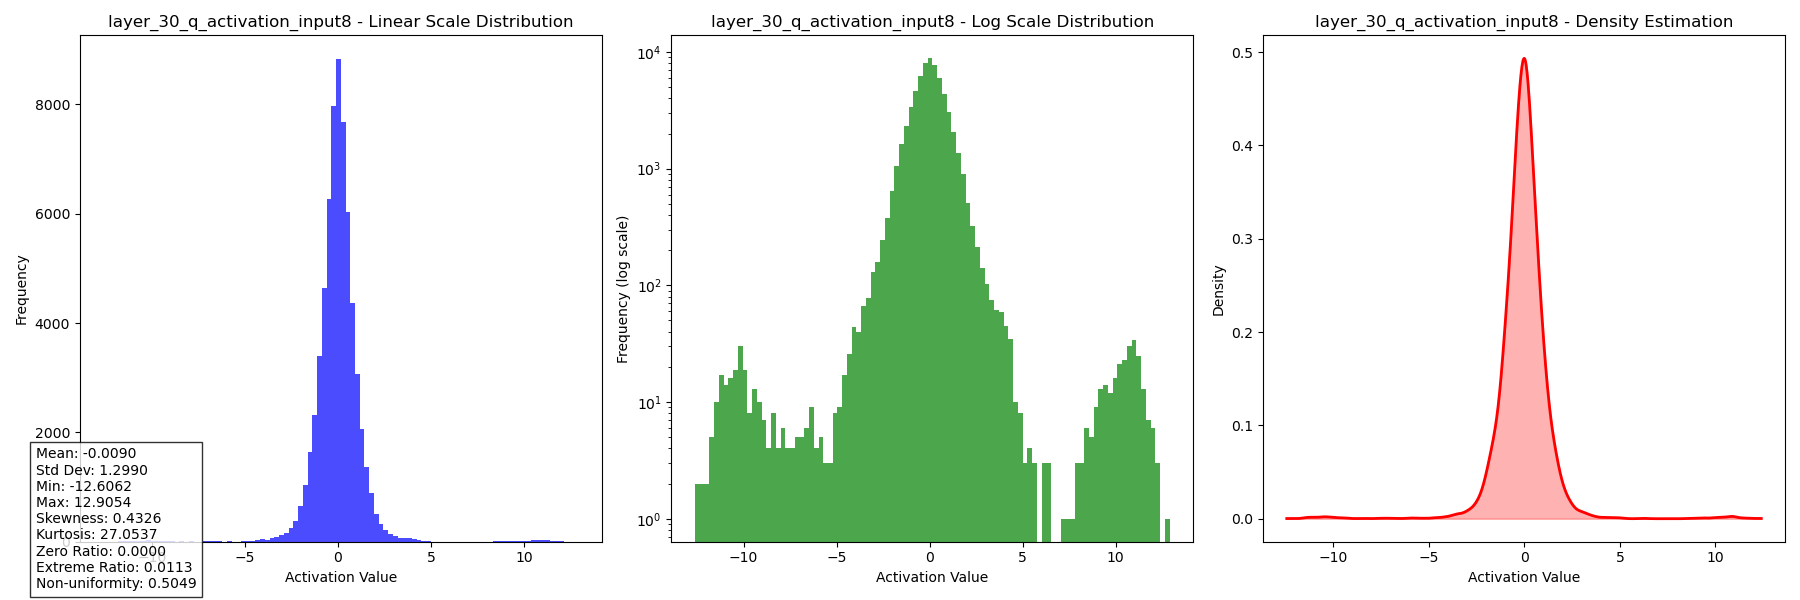 layer_30_q_activation_input8 - Linear Scale Distribution
Frequency
8000
6000
4000
2000
0
−10
−5
0
5
10
Activation Value
Mean: -0.0090
Std Dev: 1.2990
Min: -12.6062
Max: 12.9054
Skewness: 0.4326
Kurtosis: 27.0537
Zero Ratio: 0.0000
Extreme Ratio: 0.0113
Non-uniformity: 0.5049
layer_30_q_activation_input8 - Log Scale Distribution
Frequency (log scale)
10⁴
10³
10²
10¹
10⁰
−10
−5
0
5
10
Activation Value
layer_30_q_activation_input8 - Density Estimation
Density
0.5
0.4
0.3
0.2
0.1
0.0
−10
−5
0
5
10
Activation Value